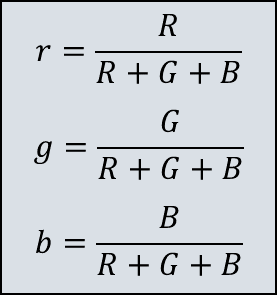 r = R / (R + G + B)
g = G / (R + G + B)
b = B / (R + G + B)